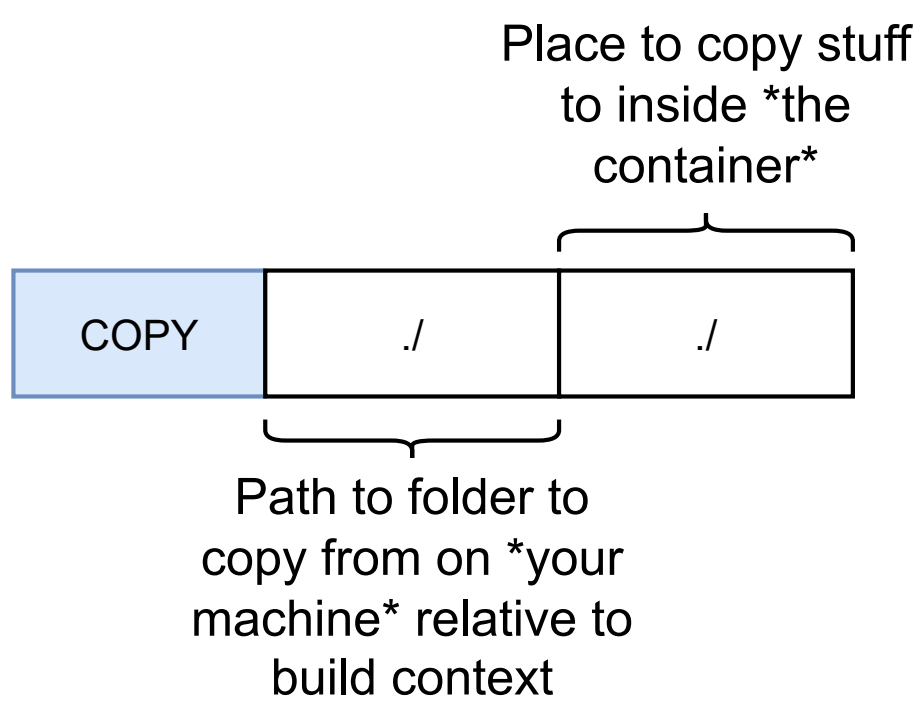 Place to copy stuff
to inside *the
container*
COPY
./
./
Path to folder to
copy from on *your
machine* relative to
build context